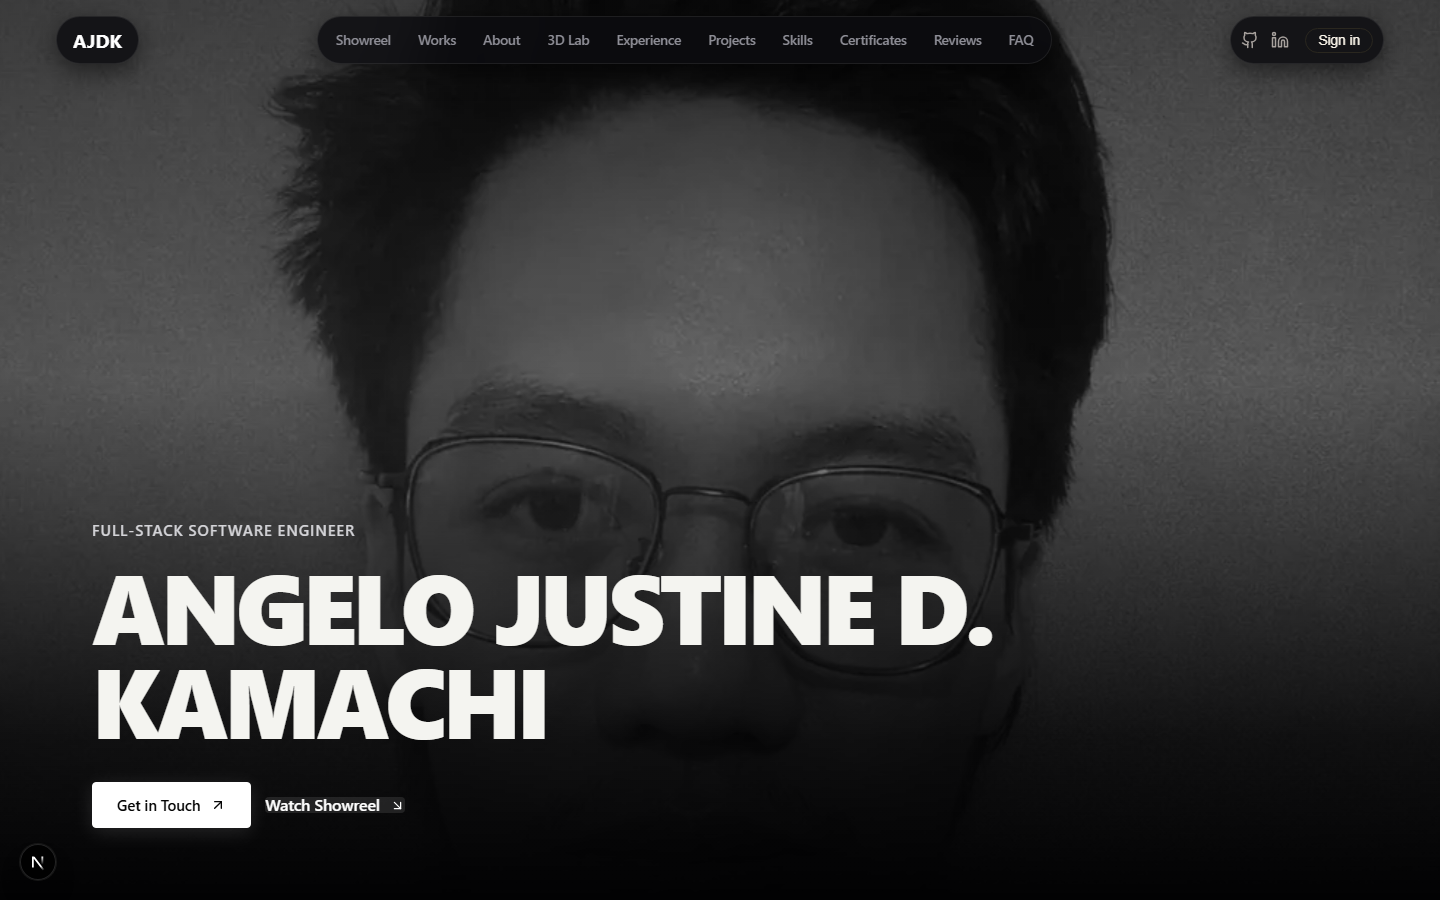 AJDK
Showreel Works About 3D Lab Experience Projects Skills Certificates Reviews FAQ
Sign in
FULL-STACK SOFTWARE ENGINEER
ANGELO JUSTINE D.
KAMACHI
Get in Touch
Watch Showreel
N